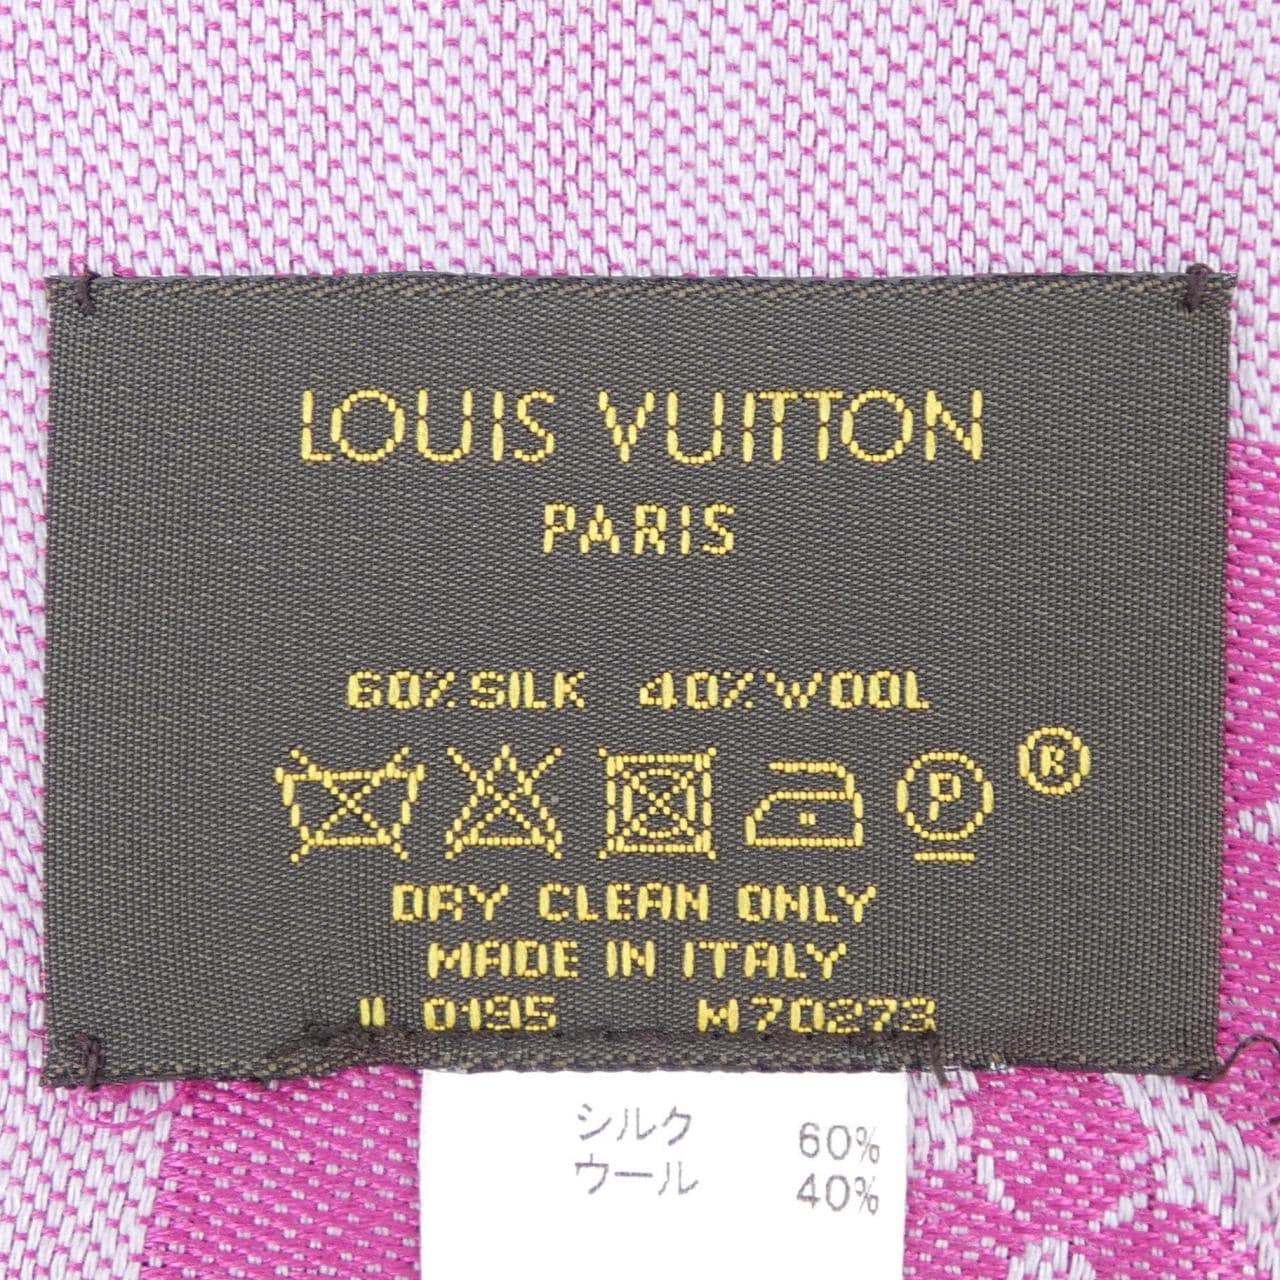 LOUIS VUITTON
PARIS
60% SILK 40% WOOL
P ®
DRY CLEAN ONLY
MADE IN ITALY
II 0195 M70273
シルク 60%
ウール 40%